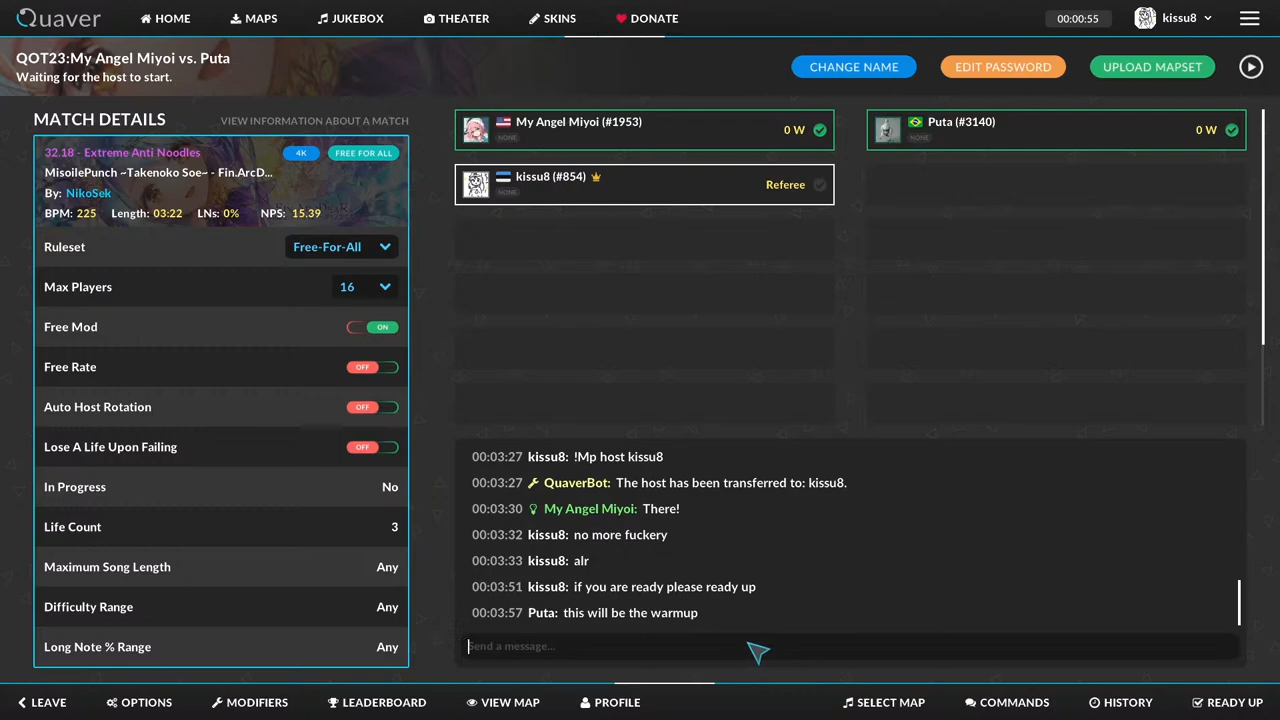 Quaver HOME MAPS JUKEBOX THEATER SKINS DONATE 00:00:55 kissu8
QOT23:My Angel Miyoi vs. Puta
Waiting for the host to start.
CHANGE NAME EDIT PASSWORD UPLOAD MAPSET
MATCH DETAILS VIEW INFORMATION ABOUT A MATCH
32.18 - Extreme Anti Noodles 4K FREE FOR ALL
MisoilePunch ~Takenoko Soe~ - Fin.ArcD...
By: NikoSek
BPM: 225 Length: 03:22 LNs: 0% NPS: 15.39
Ruleset Free-For-All
Max Players 16
Free Mod ON
Free Rate OFF
Auto Host Rotation OFF
Lose A Life Upon Failing OFF
In Progress No
Life Count 3
Maximum Song Length Any
Difficulty Range Any
Long Note % Range Any
My Angel Miyoi (#1953) 0 W
NONE
Puta (#3140) 0 W
NONE
kissu8 (#854) Referee
NONE
00:03:27 kissu8: !Mp host kissu8
00:03:27 QuaverBot: The host has been transferred to: kissu8.
00:03:30 My Angel Miyoi: There!
00:03:32 kissu8: no more fuckery
00:03:33 kissu8: alr
00:03:51 kissu8: if you are ready please ready up
00:03:57 Puta: this will be the warmup
Send a message...
LEAVE OPTIONS MODIFIERS LEADERBOARD VIEW MAP PROFILE SELECT MAP COMMANDS HISTORY READY UP